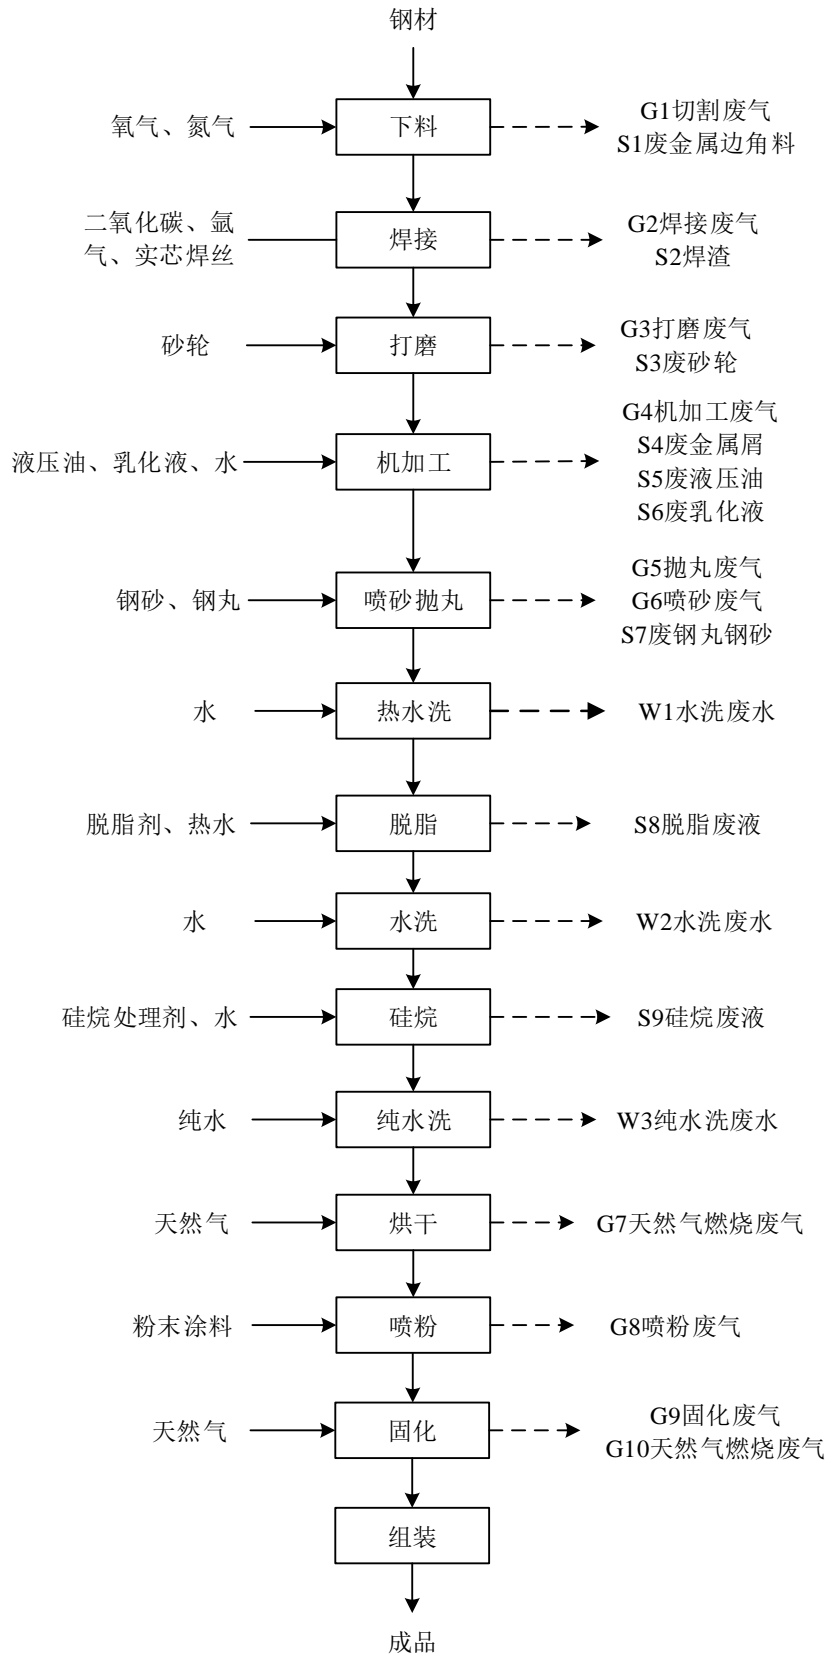 钢材
氧气、氮气
下料
G1切割废气
S1废金属边角料
二氧化碳、氩
气、实芯焊丝
焊接
G2焊接废气
S2焊渣
砂轮
打磨
G3打磨废气
S3废砂轮
液压油、乳化液、水
机加工
G4机加工废气
S4废金属屑
S5废液压油
S6废乳化液
钢砂、钢丸
喷砂抛丸
G5抛丸废气
G6喷砂废气
S7废钢丸钢砂
水
热水洗
W1水洗废水
脱脂剂、热水
脱脂
S8脱脂废液
水
水洗
W2水洗废水
硅烷处理剂、水
硅烷
S9硅烷废液
纯水
纯水洗
W3纯水洗废水
天然气
烘干
G7天然气燃烧废气
粉末涂料
喷粉
G8喷粉废气
天然气
固化
G9固化废气
G10天然气燃烧废气
组装
成品